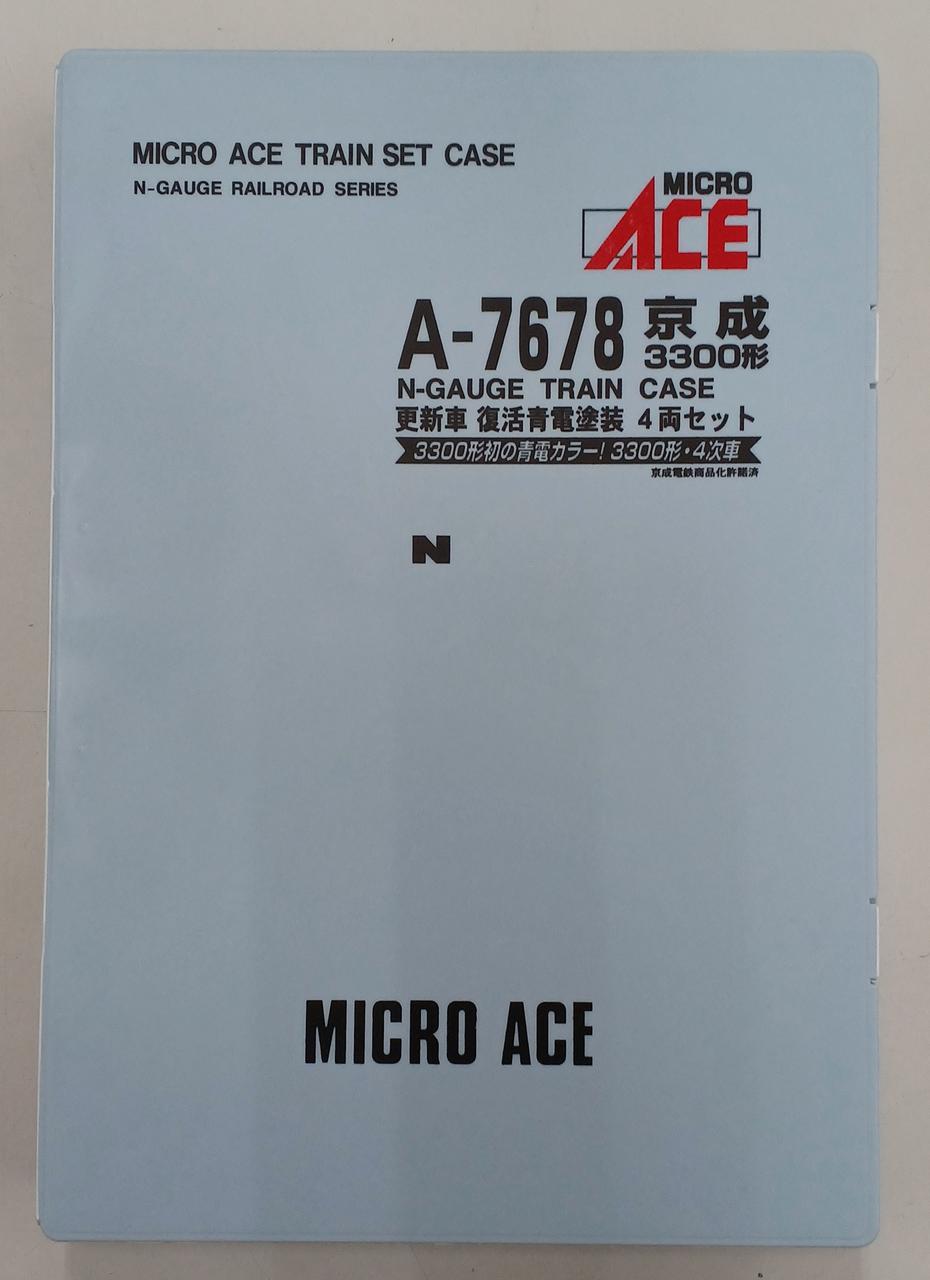 MICRO ACE TRAIN SET CASE
N-GAUGE RAILROAD SERIES
MICRO
ACE
A-7678 京成
3300形
N-GAUGE TRAIN CASE
更新車 復活青電塗装 4両セット
3300形初の青電カラー! 3300形・4次車
京成電鉄商品化許諾済
N
MICRO ACE